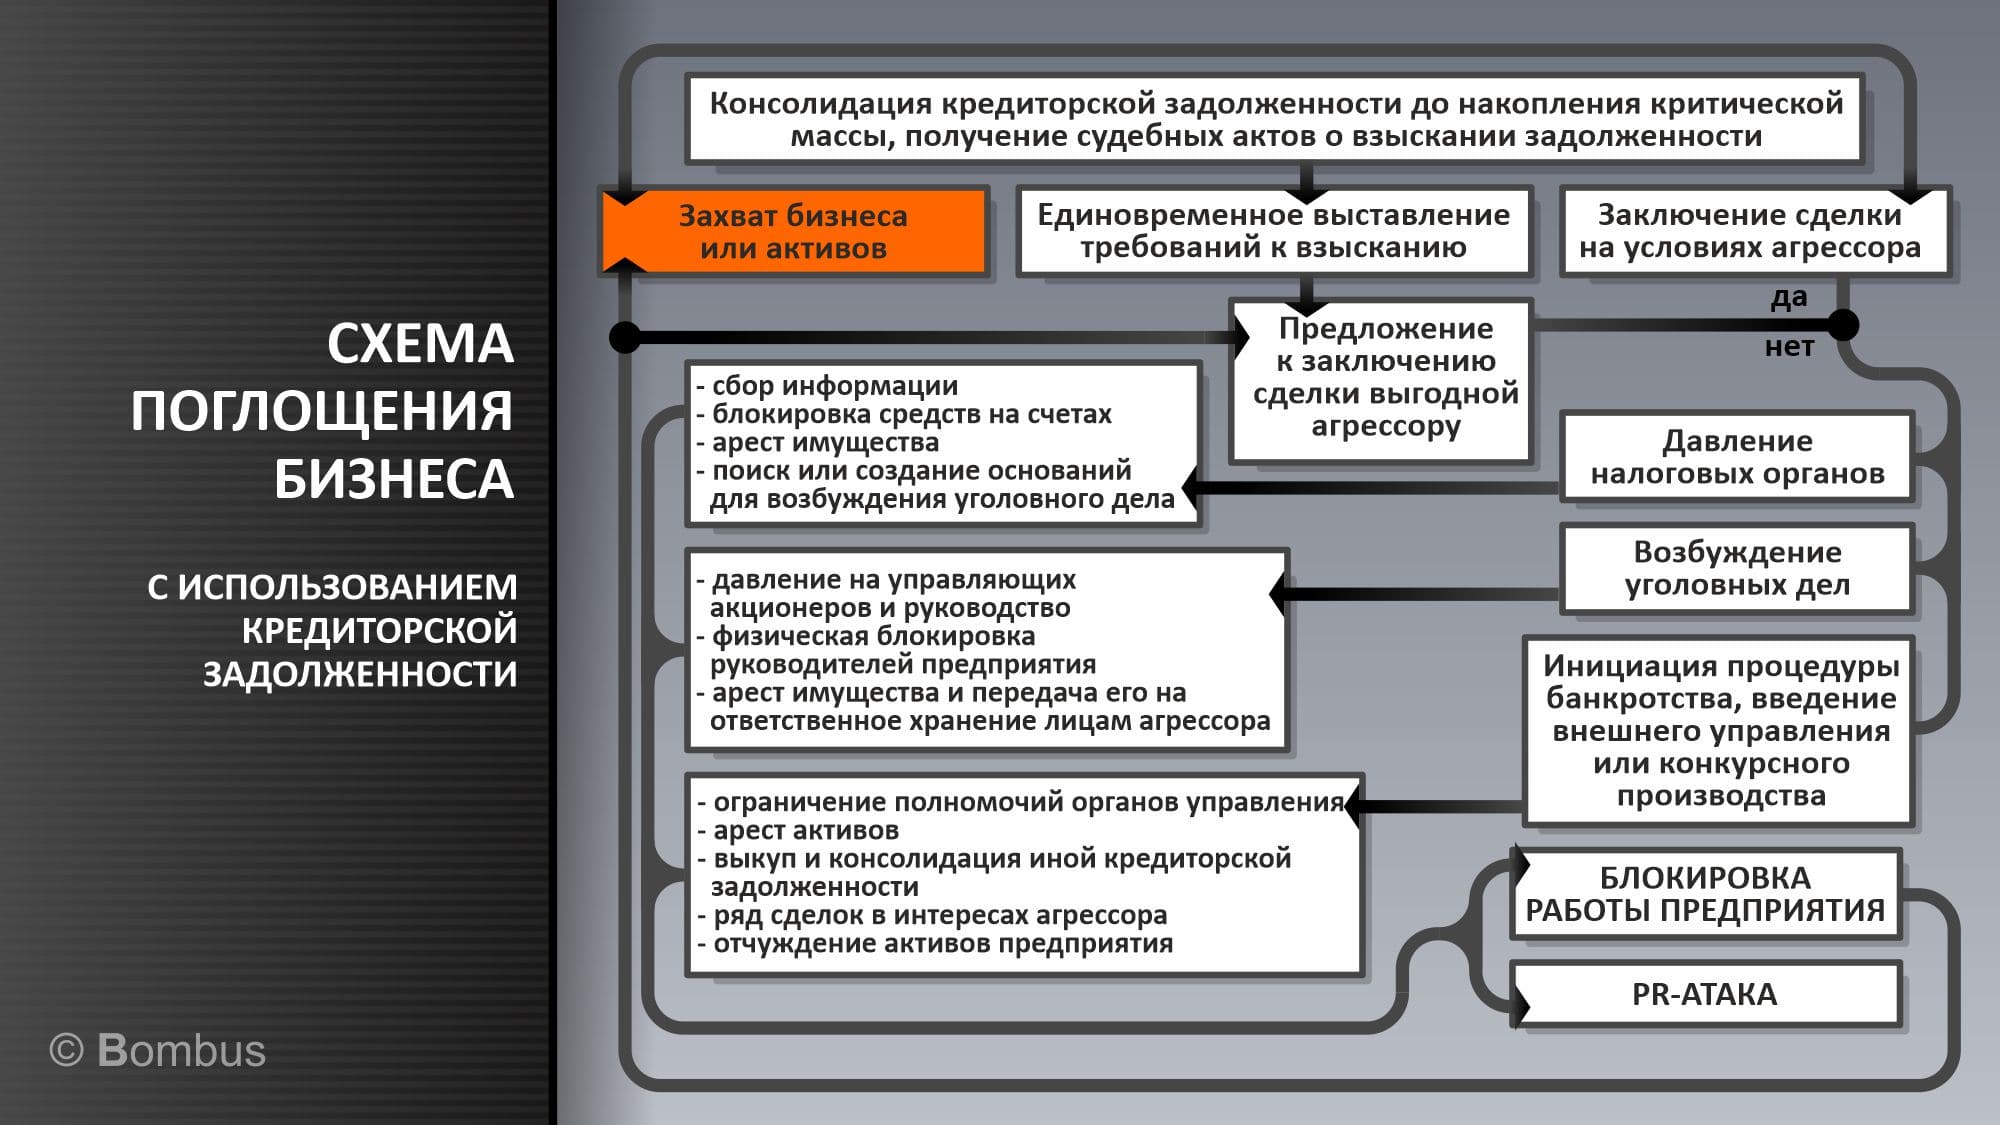 СХЕМА
ПОГЛОЩЕНИЯ
БИЗНЕСА
С ИСПОЛЬЗОВАНИЕМ
КРЕДИТОРСКОЙ
ЗАДОЛЖЕННОСТИ
© Bombus
Консолидация кредиторской задолженности до накопления критической
массы, получение судебных актов о взыскании задолженности
Захват бизнеса
или активов
Единовременное выставление
требований к взысканию
Заключение сделки
на условиях агрессора
да
нет
Предложение
к заключению
сделки выгодной
агрессору
- сбор информации
- блокировка средств на счетах
- арест имущества
- поиск или создание оснований
для возбуждения уголовного дела
Давление
налоговых органов
- давление на управляющих
акционеров и руководство
- физическая блокировка
руководителей предприятия
- арест имущества и передача его на
ответственное хранение лицам агрессора
Возбуждение
уголовных дел
Инициация процедуры
банкротства, введение
внешнего управления
или конкурсного
производства
- ограничение полномочий органов управления
- арест активов
- выкуп и консолидация иной кредиторской
задолженности
- ряд сделок в интересах агрессора
- отчуждение активов предприятия
БЛОКИРОВКА
РАБОТЫ ПРЕДПРИЯТИЯ
PR-АТАКА